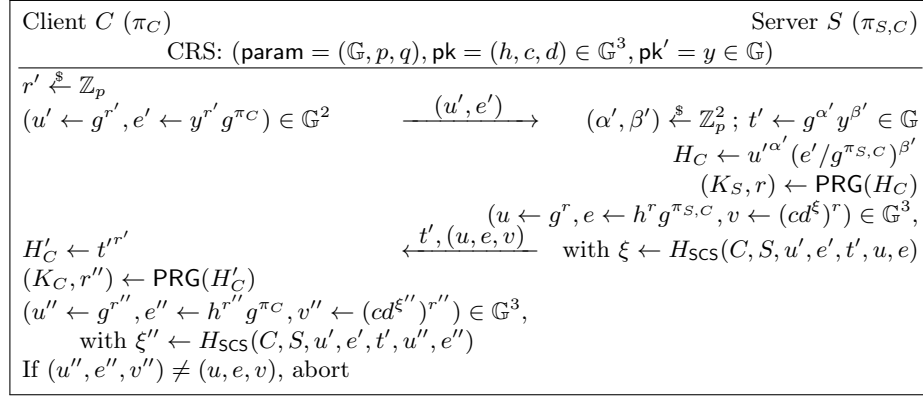 Client C (π_C) Server S (π_{S,C})
CRS: (param = (𝔾, p, q), pk = (h, c, d) ∈ 𝔾³, pk′ = y ∈ 𝔾)
r′ ←$ ℤ_p
(u′ ← g^{r′}, e′ ← y^{r′} g^{π_C}) ∈ 𝔾² (u′, e′) ⟶ (α′, β′) ←$ ℤ_p² ; t′ ← g^{α′} y^{β′} ∈ 𝔾
H_C ← u′^{α′} (e′/g^{π_{S,C}})^{β′}
(K_S, r) ← PRG(H_C)
(u ← g^r, e ← h^r g^{π_{S,C}}, v ← (cd^ξ)^r) ∈ 𝔾³,
H′_C ← t′^{r′} t′, (u, e, v) ⟵ with ξ ← H_SCS(C, S, u′, e′, t′, u, e)
(K_C, r″) ← PRG(H′_C)
(u″ ← g^{r″}, e″ ← h^{r″} g^{π_C}, v″ ← (cd^{ξ″})^{r″}) ∈ 𝔾³,
with ξ″ ← H_SCS(C, S, u′, e′, t′, u″, e″)
If (u″, e″, v″) ≠ (u, e, v), abort